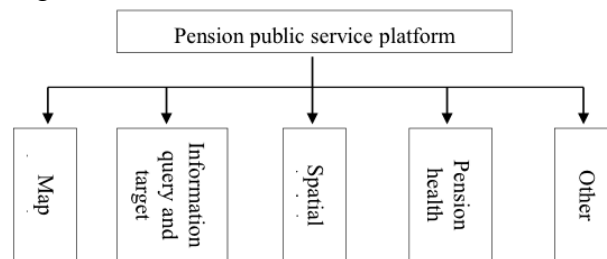 Pension public service platform
Map
Information
query and
target
Spatial
Pension
health
Other